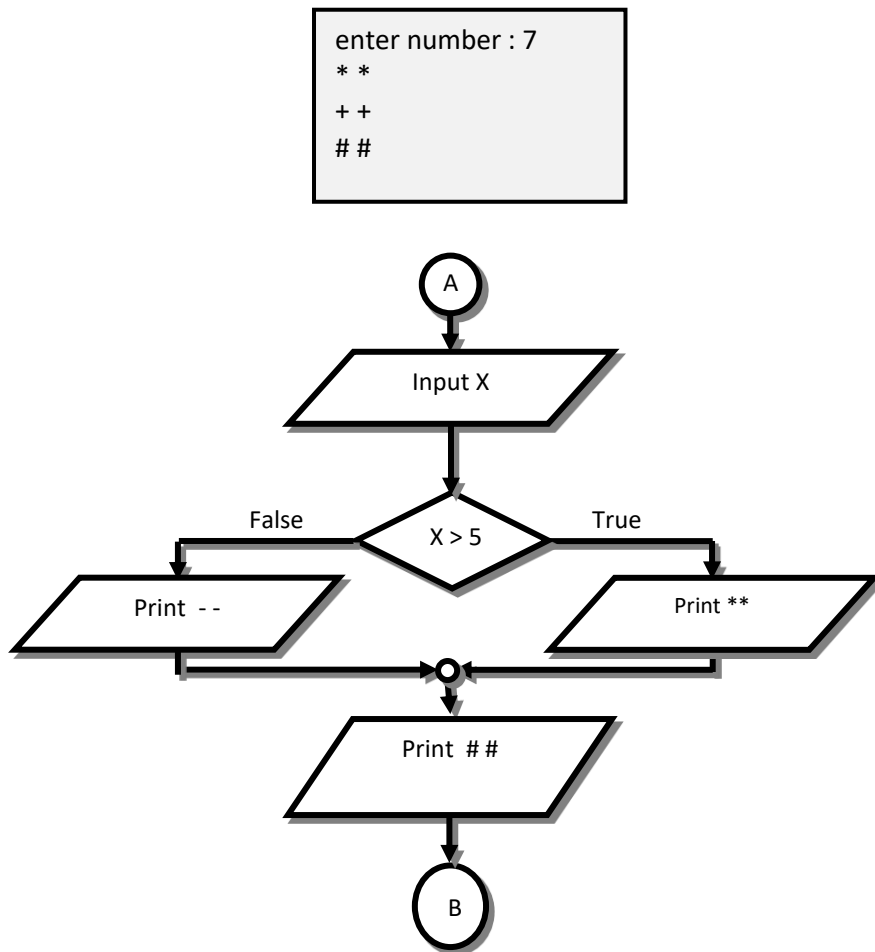 enter number : 7
* *
+ +
# #
A
Input X
False
X > 5
True
Print - -
Print **
Print # #
B